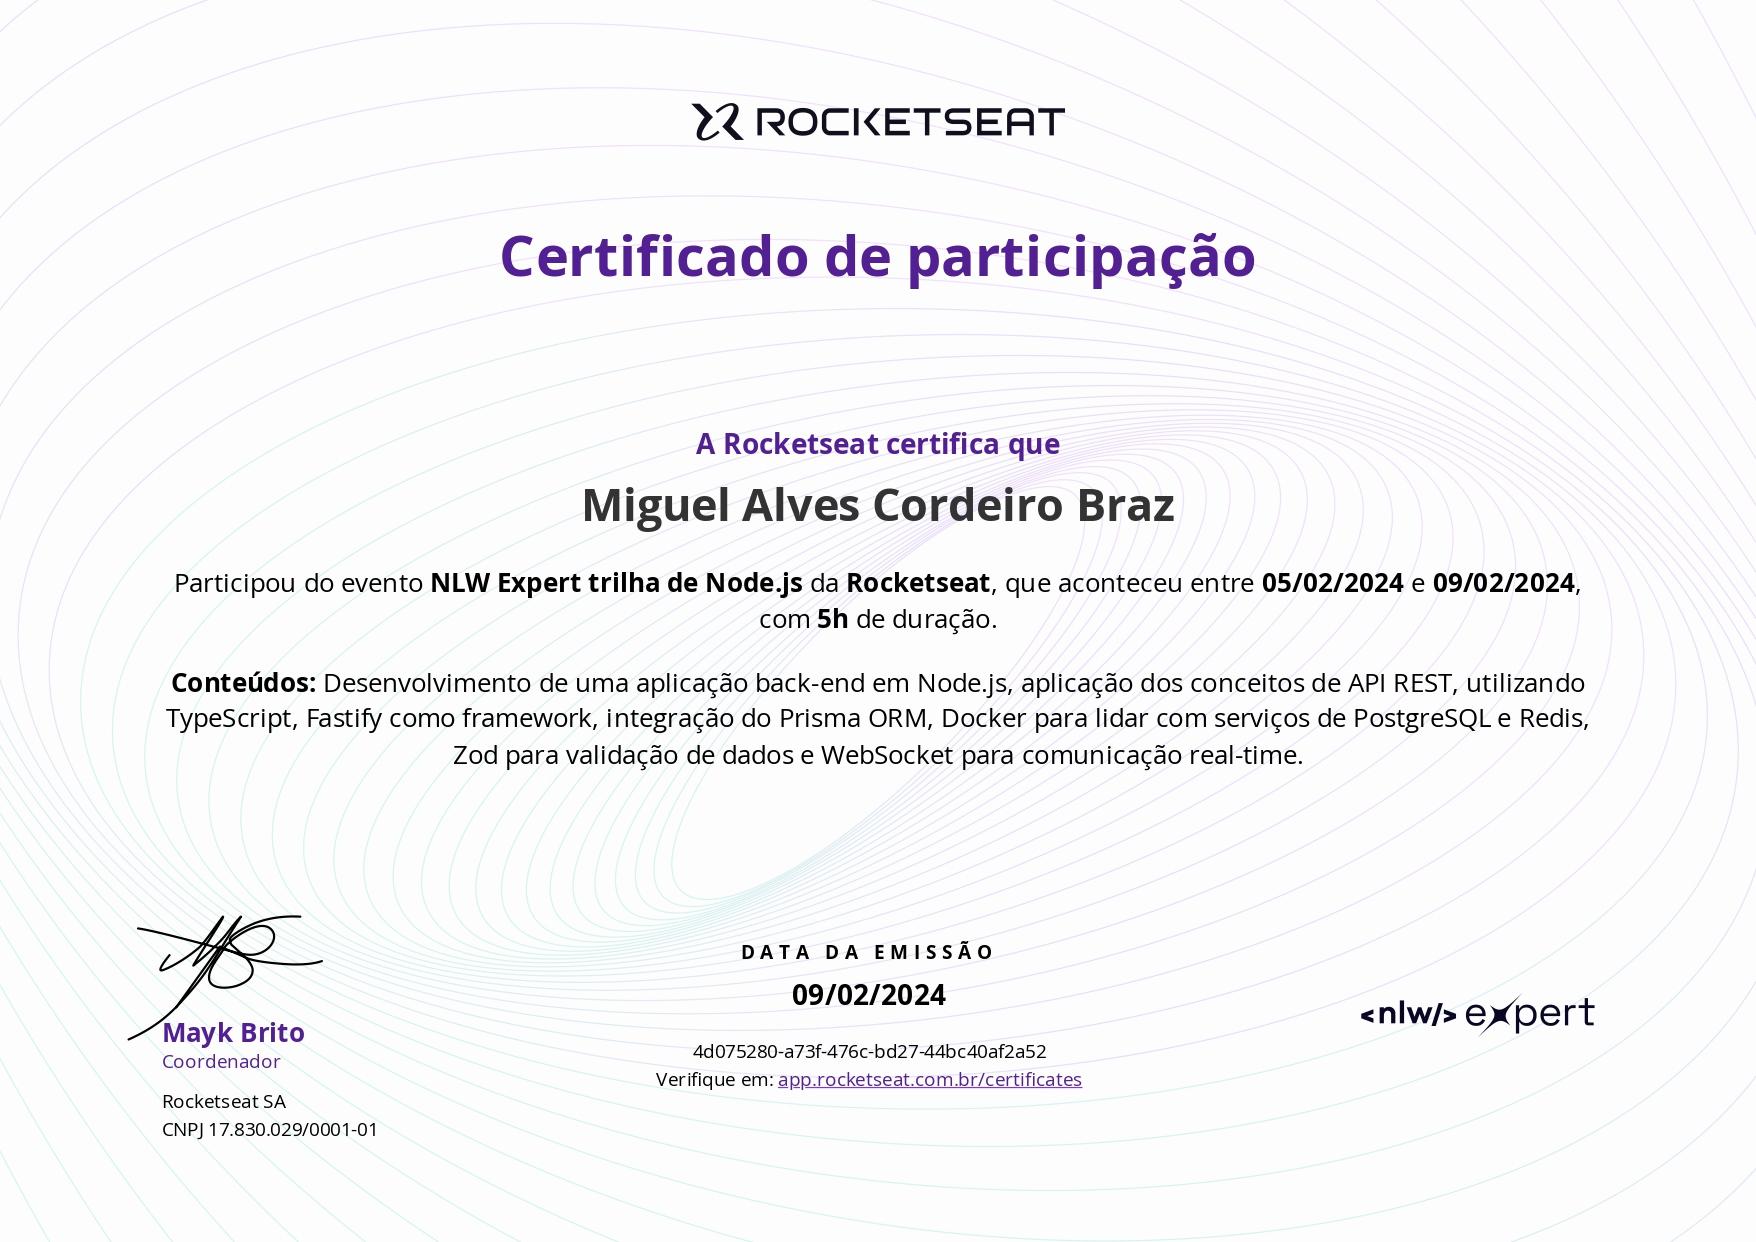 ROCKETSEAT
Certificado de participação
A Rocketseat certifica que
Miguel Alves Cordeiro Braz
Participou do evento NLW Expert trilha de Node.js da Rocketseat, que aconteceu entre 05/02/2024 e 09/02/2024,
com 5h de duração.
Conteúdos: Desenvolvimento de uma aplicação back-end em Node.js, aplicação dos conceitos de API REST, utilizando
TypeScript, Fastify como framework, integração do Prisma ORM, Docker para lidar com serviços de PostgreSQL e Redis,
Zod para validação de dados e WebSocket para comunicação real-time.
Mayk Brito
Coordenador
Rocketseat SA
CNPJ 17.830.029/0001-01
DATA DA EMISSÃO
09/02/2024
4d075280-a73f-476c-bd27-44bc40af2a52
Verifique em: app.rocketseat.com.br/certificates
<nlw/> expert